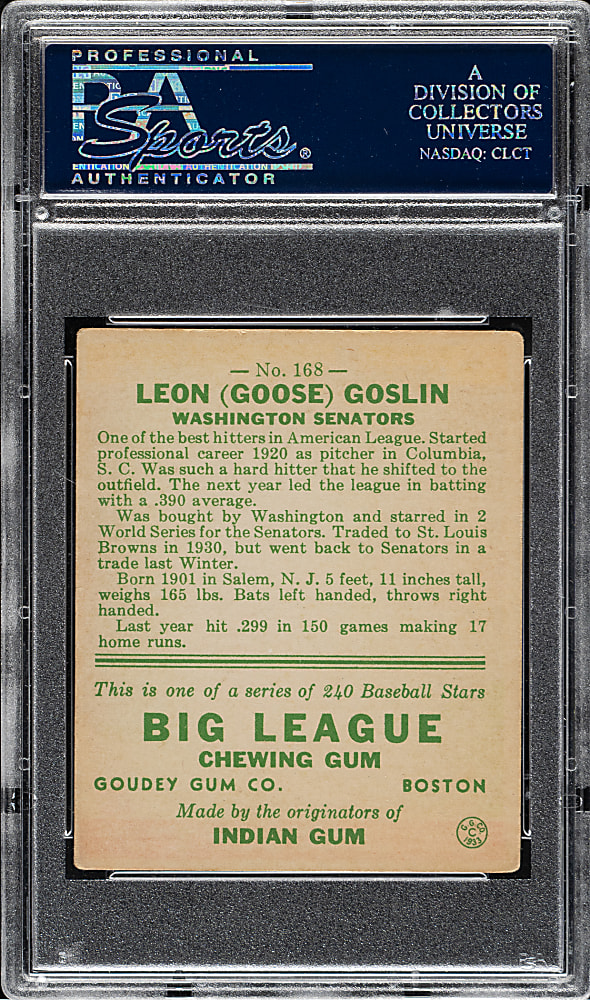 PROFESSIONAL
PSA
Sports®
AUTHENTICATOR
A
DIVISION OF
COLLECTORS
UNIVERSE
NASDAQ: CLCT
— No. 168 —
LEON (GOOSE) GOSLIN
WASHINGTON SENATORS
One of the best hitters in American League. Started
professional career 1920 as pitcher in Columbia,
S. C. Was such a hard hitter that he shifted to the
outfield. The next year led the league in batting
with a .390 average.
Was bought by Washington and starred in 2
World Series for the Senators. Traded to St. Louis
Browns in 1930, but went back to Senators in a
trade last Winter.
Born 1901 in Salem, N. J. 5 feet, 11 inches tall,
weighs 165 lbs. Bats left handed, throws right
handed.
Last year hit .299 in 150 games making 17
home runs.
This is one of a series of 240 Baseball Stars
BIG LEAGUE
CHEWING GUM
GOUDEY GUM CO. BOSTON
Made by the originators of
INDIAN GUM
G. G. CO.
C
1933